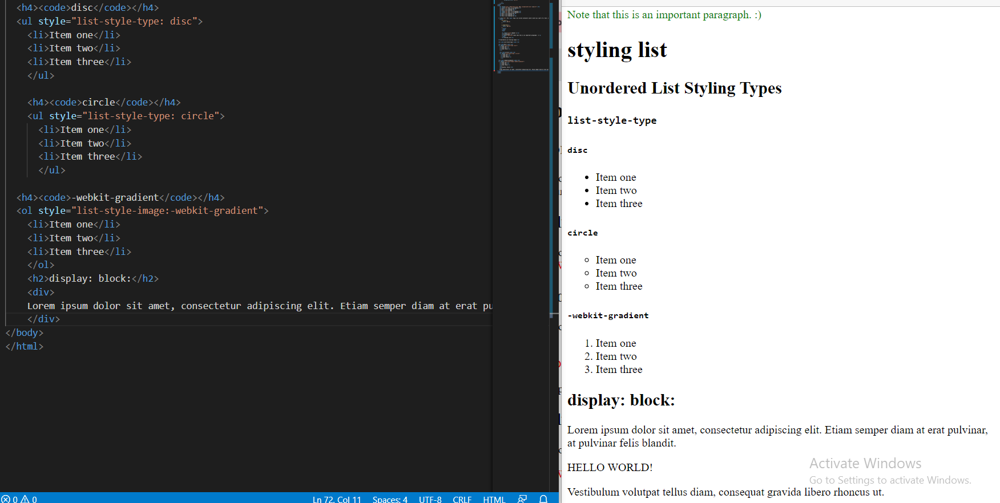 <h4><code>disc</code></h4>
<ul style="list-style-type: disc">
<li>Item one</li>
<li>Item two</li>
<li>Item three</li>
</ul>
<h4><code>circle</code></h4>
<ul style="list-style-type: circle">
<li>Item one</li>
<li>Item two</li>
<li>Item three</li>
</ul>
<h4><code>-webkit-gradient</code></h4>
<ol style="list-style-image:-webkit-gradient">
<li>Item one</li>
<li>Item two</li>
<li>Item three</li>
</ol>
<h2>display: block:</h2>
<div>
Lorem ipsum dolor sit amet, consectetur adipiscing elit. Etiam semper diam at erat pu
</div>
</body>
</html>
0 0 Ln 72, Col 11 Spaces: 4 UTF-8 CRLF HTML
Note that this is an important paragraph. :)
styling list
Unordered List Styling Types
list-style-type
disc
• Item one
• Item two
• Item three
circle
◦ Item one
◦ Item two
◦ Item three
-webkit-gradient
1. Item one
2. Item two
3. Item three
display: block:
Lorem ipsum dolor sit amet, consectetur adipiscing elit. Etiam semper diam at erat pulvinar,
at pulvinar felis blandit.
HELLO WORLD!
Vestibulum volutpat tellus diam, consequat gravida libero rhoncus ut.
Activate Windows
Go to Settings to activate Windows.